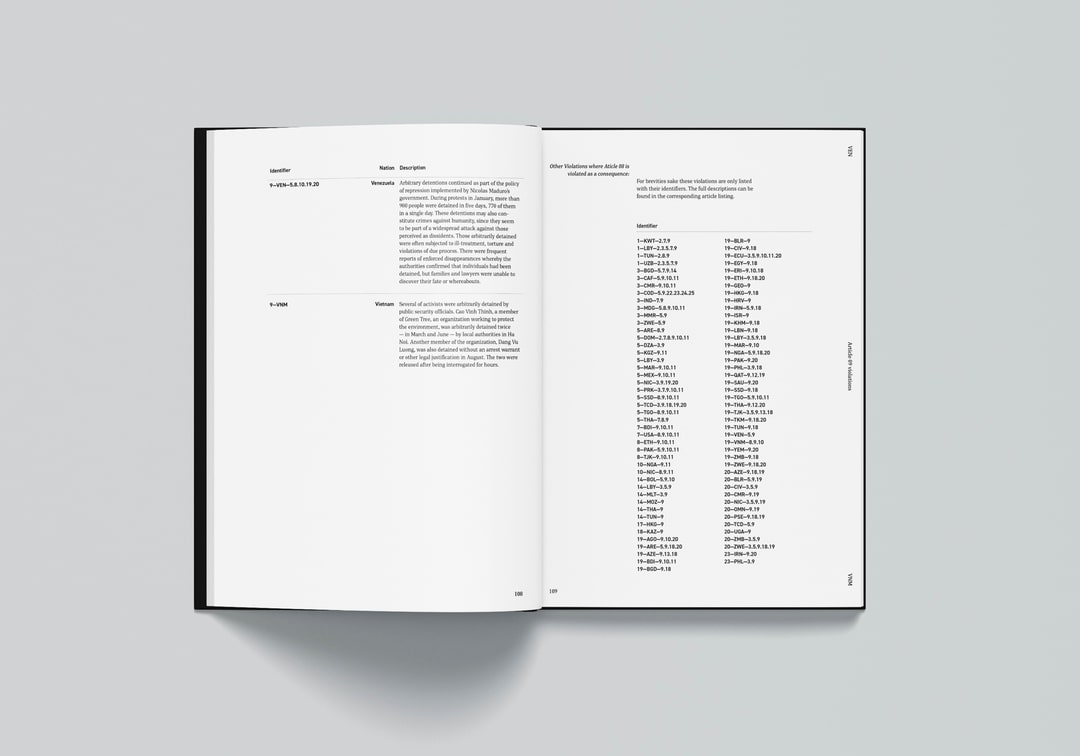 Identifier
Nation
Description
9—VEN—5.8.10.19.20
Venezuela
Arbitrary detentions continued as part of the policy
of repression implemented by Nicolas Maduro's
government. During protests in January, more than
900 people were detained in five days, 770 of them
in a single day. These detentions may also con-
stitute crimes against humanity, since they seem
to be part of a widespread attack against those
perceived as dissidents. Those arbitrarily detained
were often subjected to ill-treatment, torture and
violations of due process. There were frequent
reports of enforced disappearances whereby the
authorities confirmed that individuals had been
detained, but families and lawyers were unable to
discover their fate or whereabouts.
9—VNM
Vietnam
Several of activists were arbitrarily detained by
public security officials. Cao Vinh Thinh, a member
of Green Tree, an organization working to protect
the environment, was arbitrarily detained twice
— in March and June — by local authorities in Ha
Noi. Another member of the organization, Dang Vu
Luong, was also detained without an arrest warrant
or other legal justification in August. The two were
released after being interrogated for hours.
108
Other Violations where Aticle 08 is
violated as a consequence:
For brevities sake these violations are only listed
with their identifiers. The full descriptions can be
found in the corresponding article listing.
Identifier
1—KWT—2.7.9
1—LBY—2.3.5.7.9
1—TUN—2.8.9
1—UZB—2.3.5.7.9
3—BGD—5.7.9.14
3—CAF—5.9.10.11
3—CMR—9.10.11
3—COD—5.9.22.23.24.25
3—IND—7.9
3—MDG—5.8.9.10.11
3—MMR—5.9
3—ZWE—5.9
5—ARE—8.9
5—DOM—2.7.8.9.10.11
5—DZA—3.9
5—KGZ—9.11
5—LBY—3.9
5—MAR—9.10.11
5—MEX—9.10.11
5—NIC—3.9.19.20
5—PRK—3.7.9.10.11
5—SSD—8.9.10.11
5—TCD—3.9.18.19.20
5—TGO—8.9.10.11
5—THA—7.8.9
7—BDI—9.10.11
7—USA—8.9.10.11
8—ETH—9.10.11
8—PAK—5.9.10.11
8—TJK—9.10.11
10—NGA—9.11
10—NIC—8.9.11
14—BOL—5.9.10
14—LBY—3.5.9
14—MLT—3.9
14—MOZ—9
14—THA—9
14—TUN—9
17—HKG—9
18—KAZ—9
19—AGO—9.10.20
19—ARE—5.9.18.20
19—AZE—9.13.18
19—BDI—9.10.11
19—BGD—9.18
19—BLR—9
19—CIV—9.18
19—ECU—3.5.9.10.11.20
19—EGY—9.18
19—ERI—9.10.18
19—ETH—9.18.20
19—GEO—9
19—HKG—9.18
19—HRV—9
19—IRN—5.9.18
19—ISR—9
19—KHM—9.18
19—LBN—9.18
19—LBY—3.5.9.18
19—MAR—9.10
19—NGA—5.9.18.20
19—PAK—9.20
19—PHL—3.9.18
19—QAT—9.12.19
19—SAU—9.20
19—SSD—9.18
19—TGO—5.9.10.11
19—THA—9.12.20
19—TJK—3.5.9.13.18
19—TKM—9.18.20
19—TUN—9.18
19—VEN—5.9
19—VNM—8.9.10
19—YEM—9.20
19—ZMB—9.18
19—ZWE—9.18.20
20—AZE—9.18.19
20—BLR—5.9.19
20—CIV—3.5.9
20—CMR—9.19
20—NIC—3.5.9.19
20—OMN—9.19
20—PSE—9.18.19
20—TCD—5.9
20—UGA—9
20—ZMB—3.5.9
20—ZWE—3.5.9.18.19
23—IRN—9.20
23—PHL—3.9
109
VEN
Article 09 violations
VNM